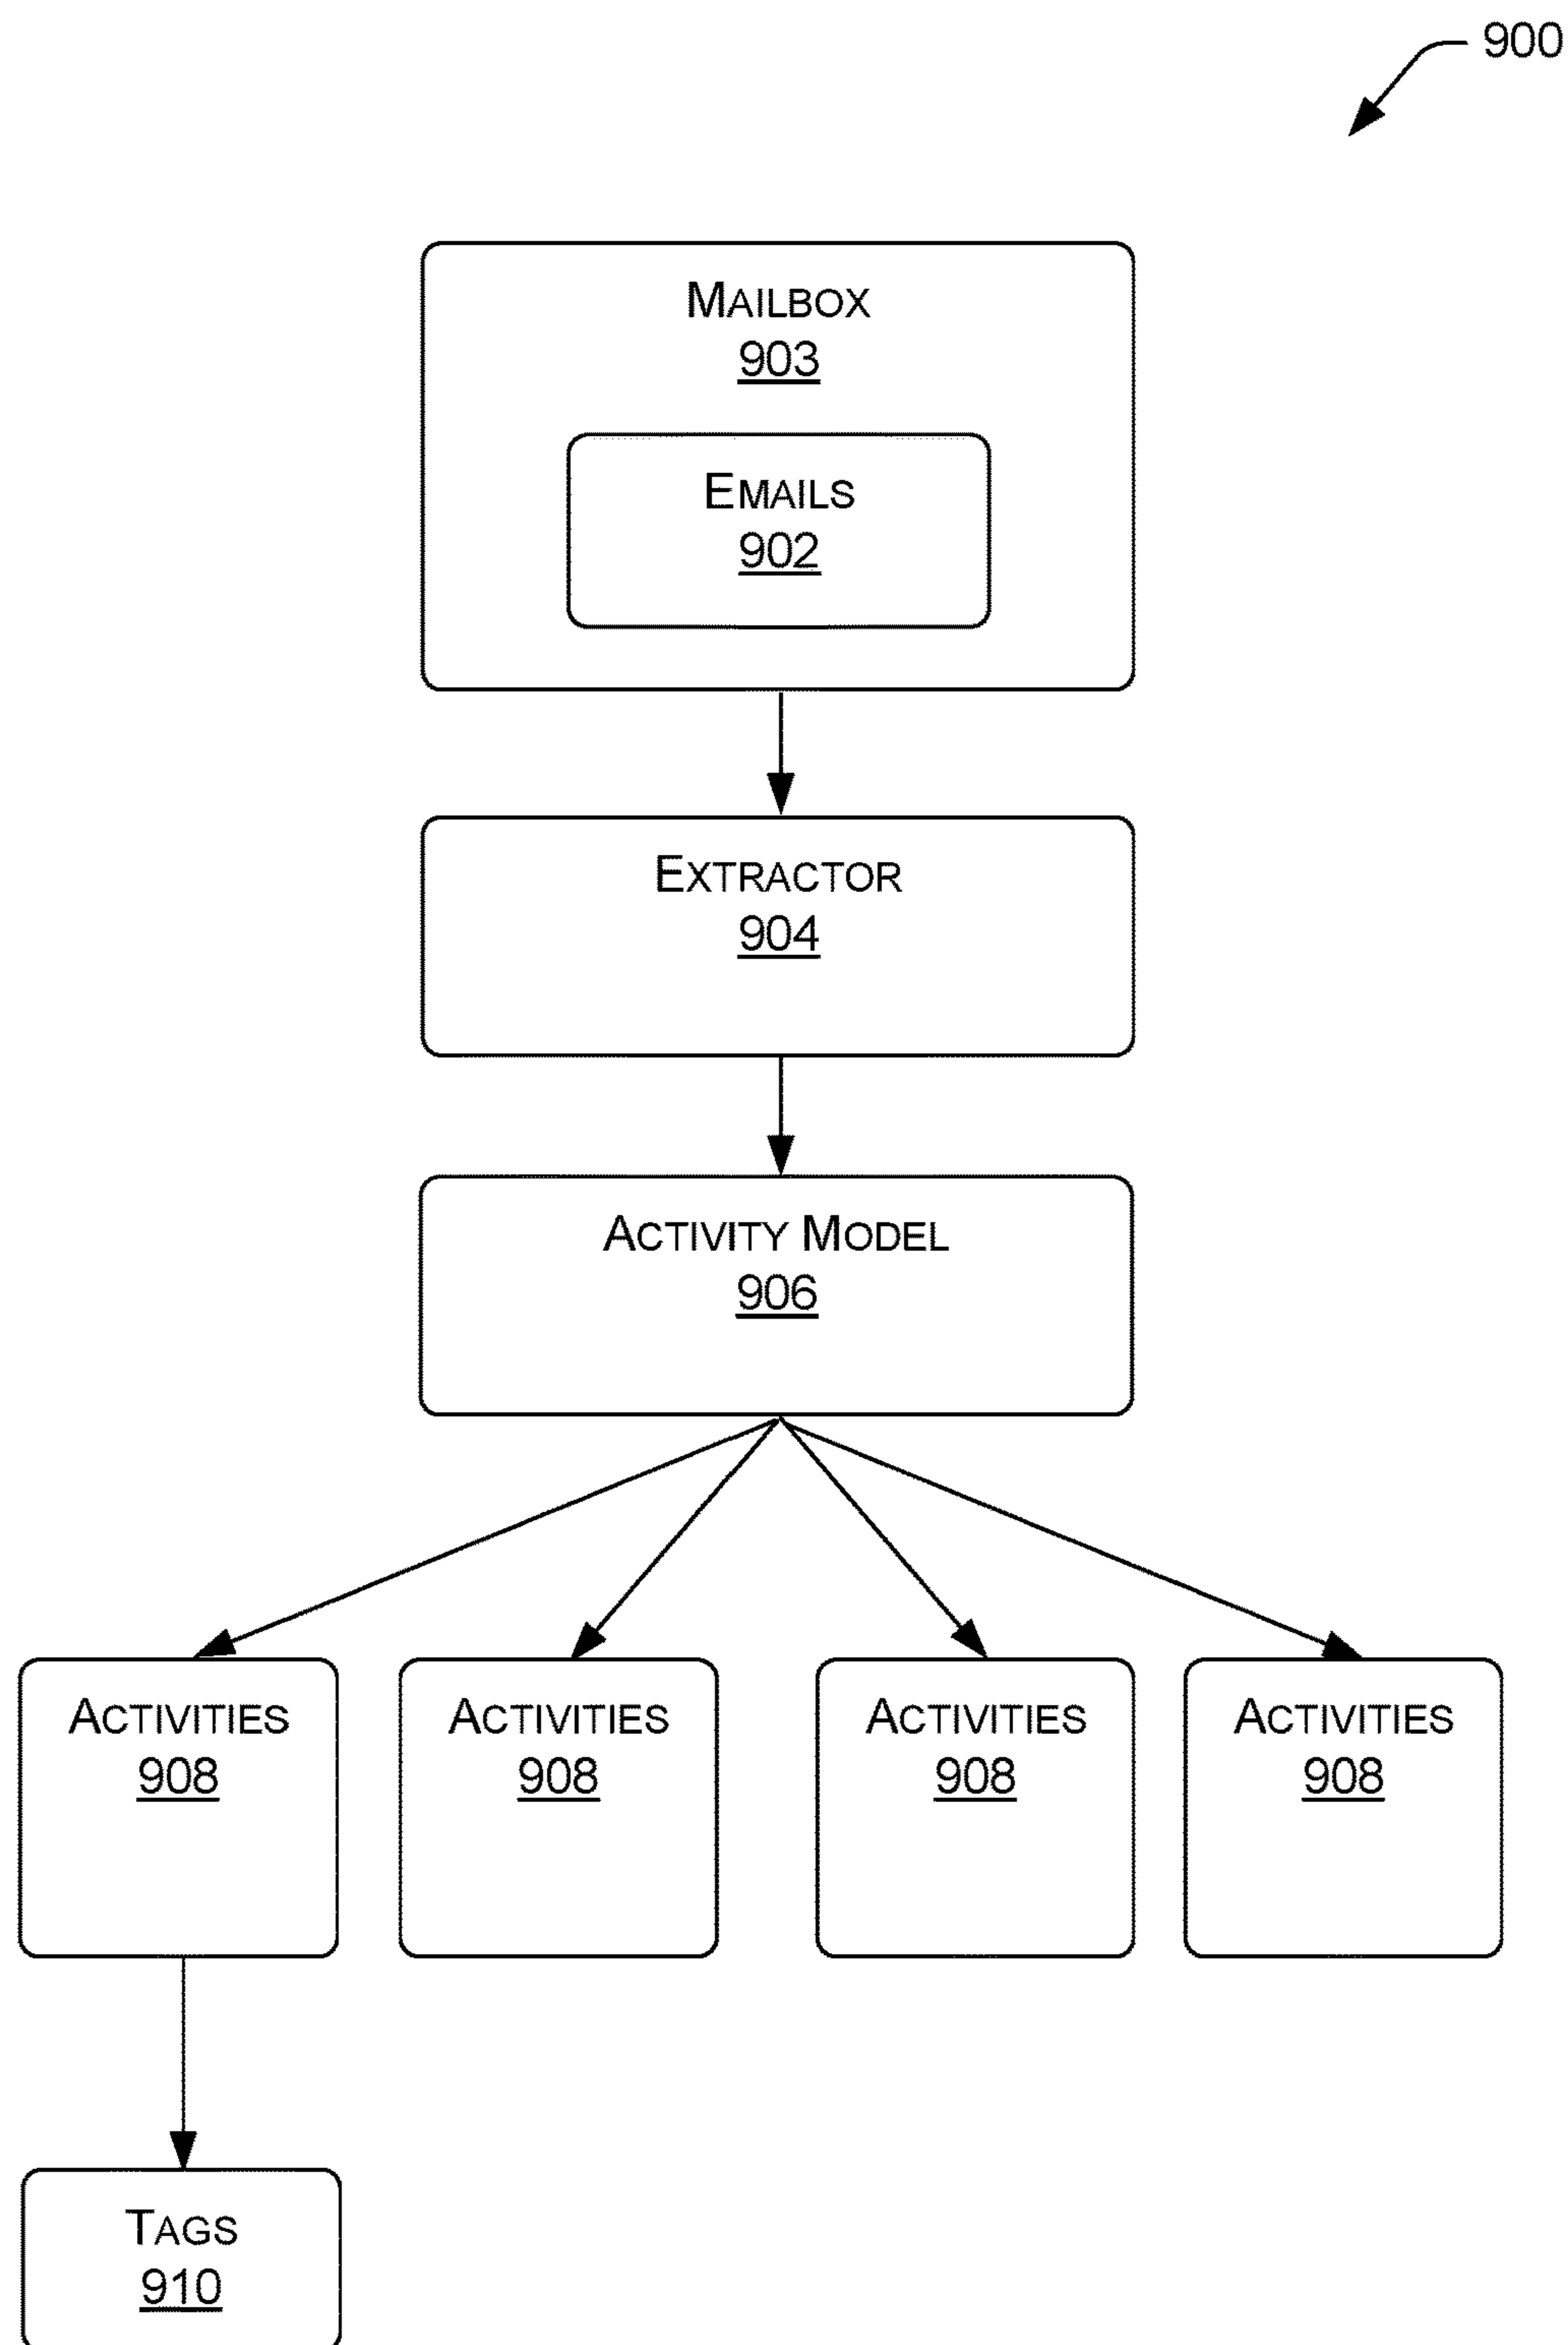 900
MAILBOX
903
EMAILS
902
EXTRACTOR
904
ACTIVITY MODEL
906
ACTIVITIES
908
ACTIVITIES
908
ACTIVITIES
908
ACTIVITIES
908
TAGS
910